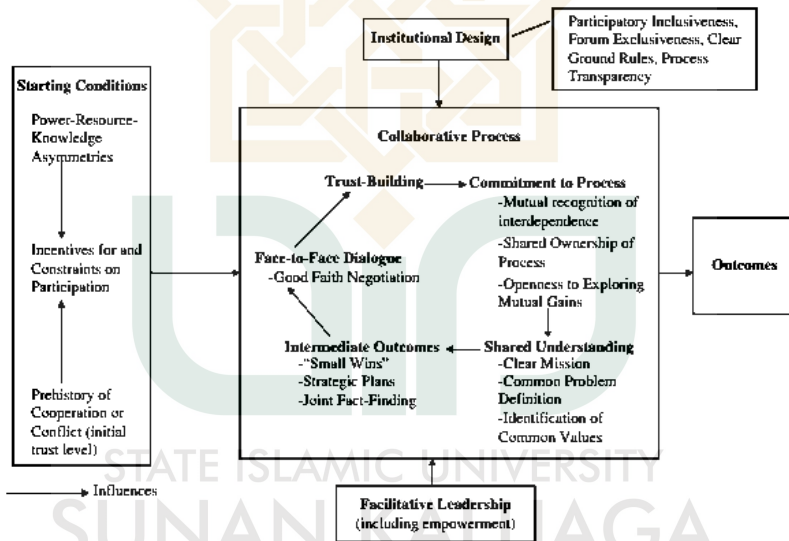 Institutional Design
Participatory Inclusiveness,
Forum Exclusiveness, Clear
Ground Rules, Process
Transparency
Starting Conditions
Power-Resource-
Knowledge
Asymmetries
Incentives for and
Constraints on
Participation
Prehistory of
Cooperation or
Conflict (initial
trust level)
Collaborative Process
Trust-Building
Commitment to Process
-Mutual recognition of
interdependence
-Shared Ownership of
Process
-Openness to Exploring
Mutual Gains
Face-to-Face Dialogue
-Good Faith Negotiation
Intermediate Outcomes
-“Small Wins”
-Strategic Plans
-Joint Fact-Finding
Shared Understanding
-Clear Mission
-Common Problem
Definition
-Identification of
Common Values
Outcomes
Influences
Facilitative Leadership
(including empowerment)
STATE ISLAMIC UNIVERSITY
SUNAN KALIJAGA